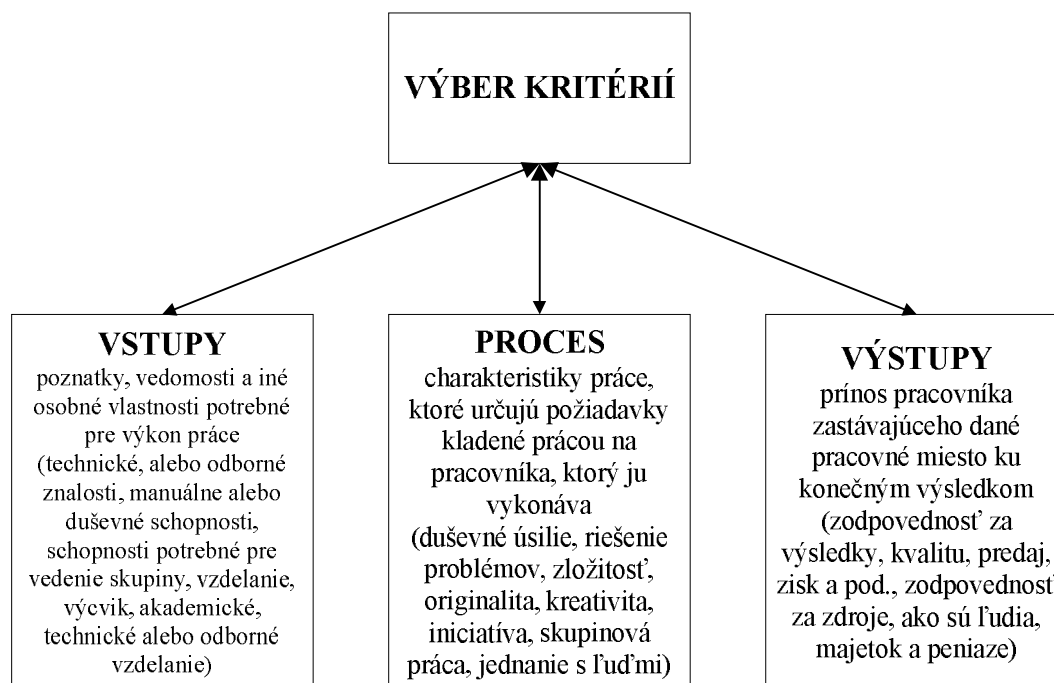 VÝBER KRITÉRIÍ
VSTUPY
poznatky, vedomosti a iné
osobné vlastnosti potrebné
pre výkon práce
(technické, alebo odborné
znalosti, manuálne alebo
duševné schopnosti,
schopnosti potrebné pre
vedenie skupiny, vzdelanie,
výcvik, akademické,
technické alebo odborné
vzdelanie)
PROCES
charakteristiky práce,
ktoré určujú požiadavky
kladené prácou na
pracovníka, ktorý ju
vykonáva
(duševné úsilie, riešenie
problémov, zložitosť,
originalita, kreativita,
iniciatíva, skupinová
práca, jednanie s ľuďmi)
VÝSTUPY
prínos pracovníka
zastávajúceho dané
pracovné miesto ku
konečným výsledkom
(zodpovednosť za
výsledky, kvalitu, predaj,
zisk a pod., zodpovednosť
za zdroje, ako sú ľudia,
majetok a peniaze)